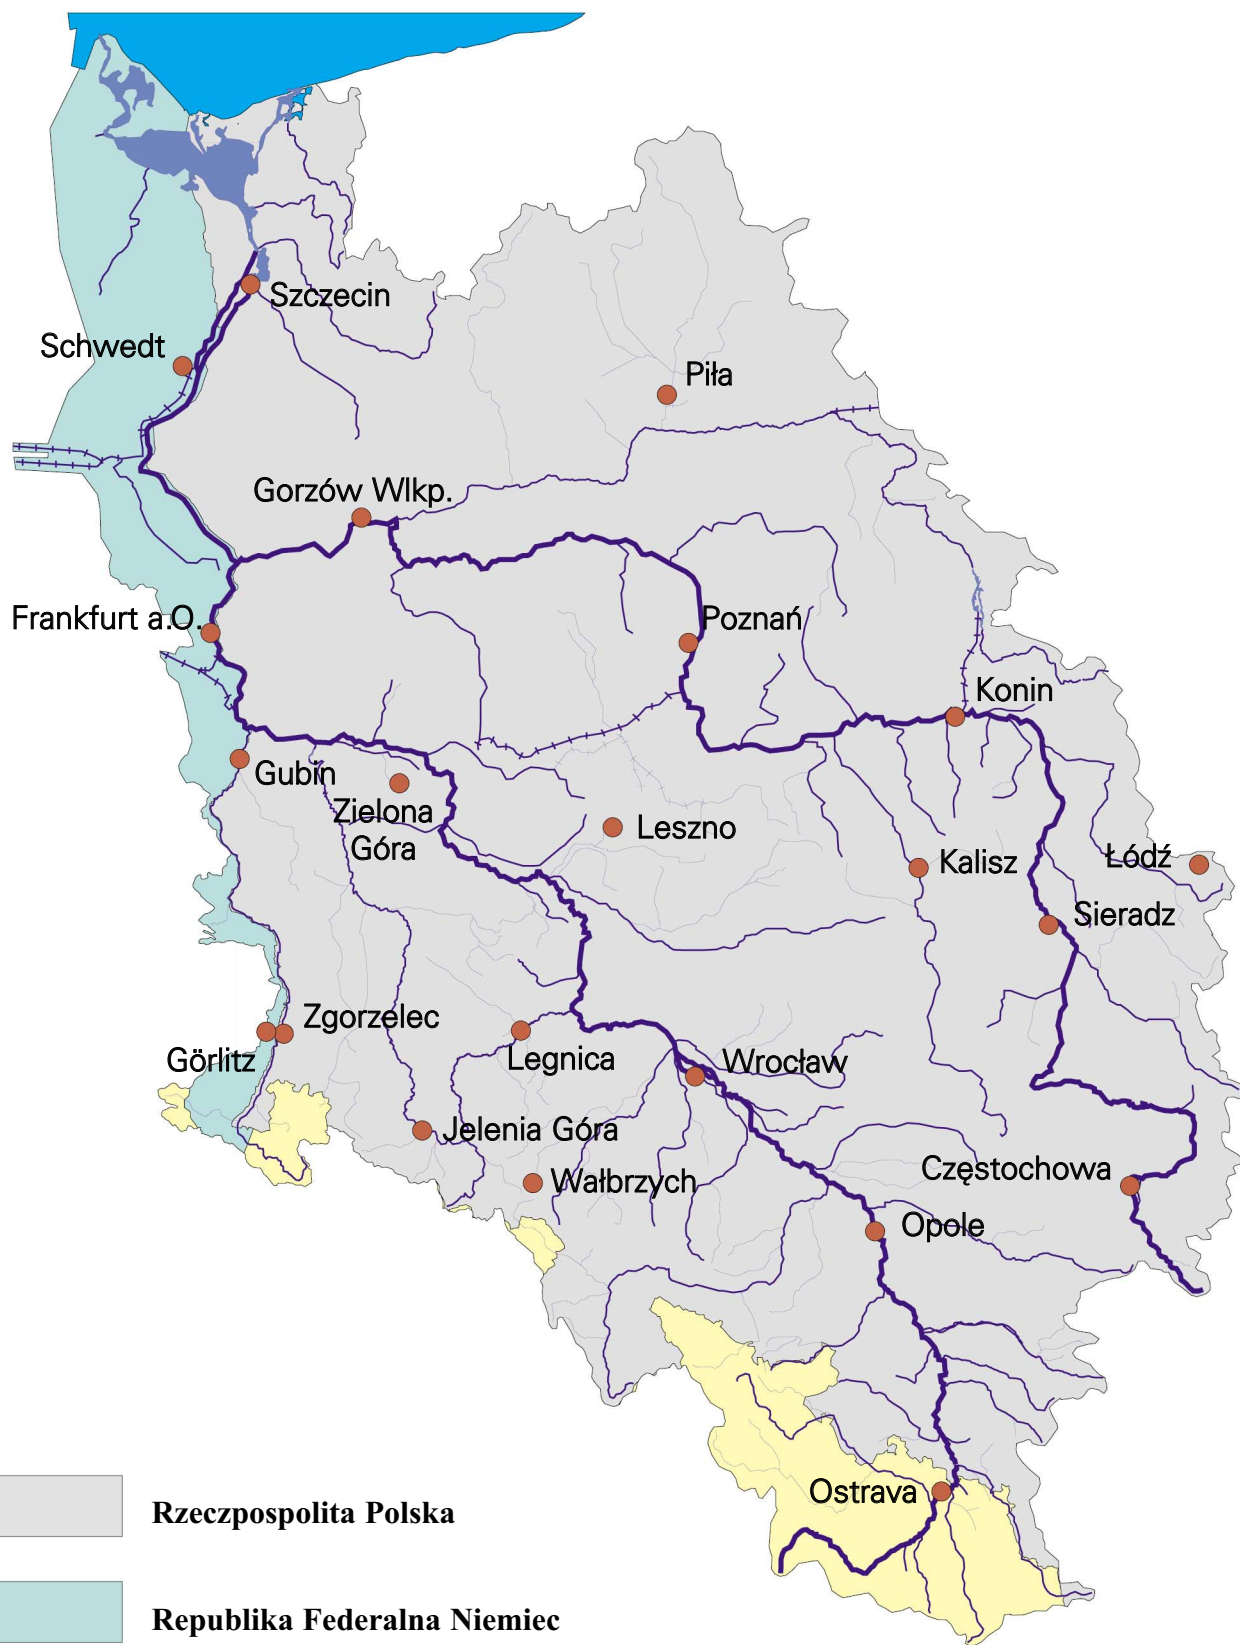 Szczecin
Schwedt
Piła
Gorzów Wlkp.
Frankfurt a.O.
Poznań
Konin
Gubin
Zielona
Góra
Leszno
Kalisz
Łódź
Sieradz
Zgorzelec
Görlitz
Legnica
Wrocław
Jelenia Góra
Wałbrzych
Częstochowa
Opole
Ostrava
Rzeczpospolita Polska
Republika Federalna Niemiec